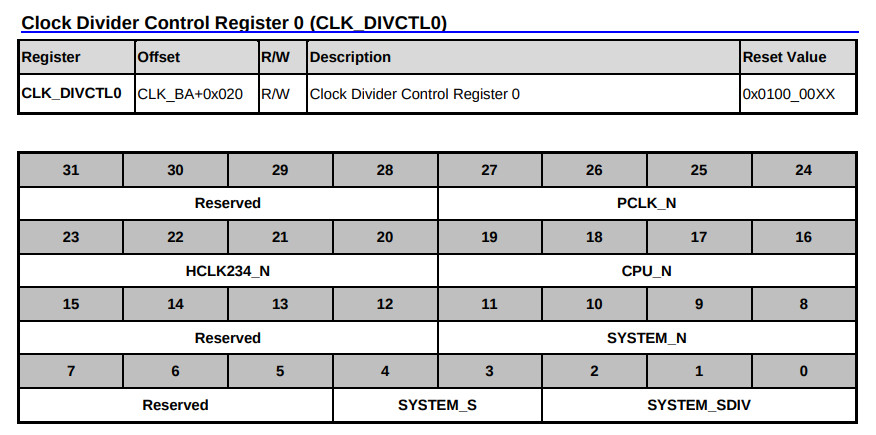 Clock Divider Control Register 0 (CLK_DIVCTL0)
Register Offset R/W Description Reset Value
CLK_DIVCTL0 CLK_BA+0x020 R/W Clock Divider Control Register 0 0x0100_00XX
31 30 29 28 27 26 25 24
Reserved PCLK_N
23 22 21 20 19 18 17 16
HCLK234_N CPU_N
15 14 13 12 11 10 9 8
Reserved SYSTEM_N
7 6 5 4 3 2 1 0
Reserved SYSTEM_S SYSTEM_SDIV